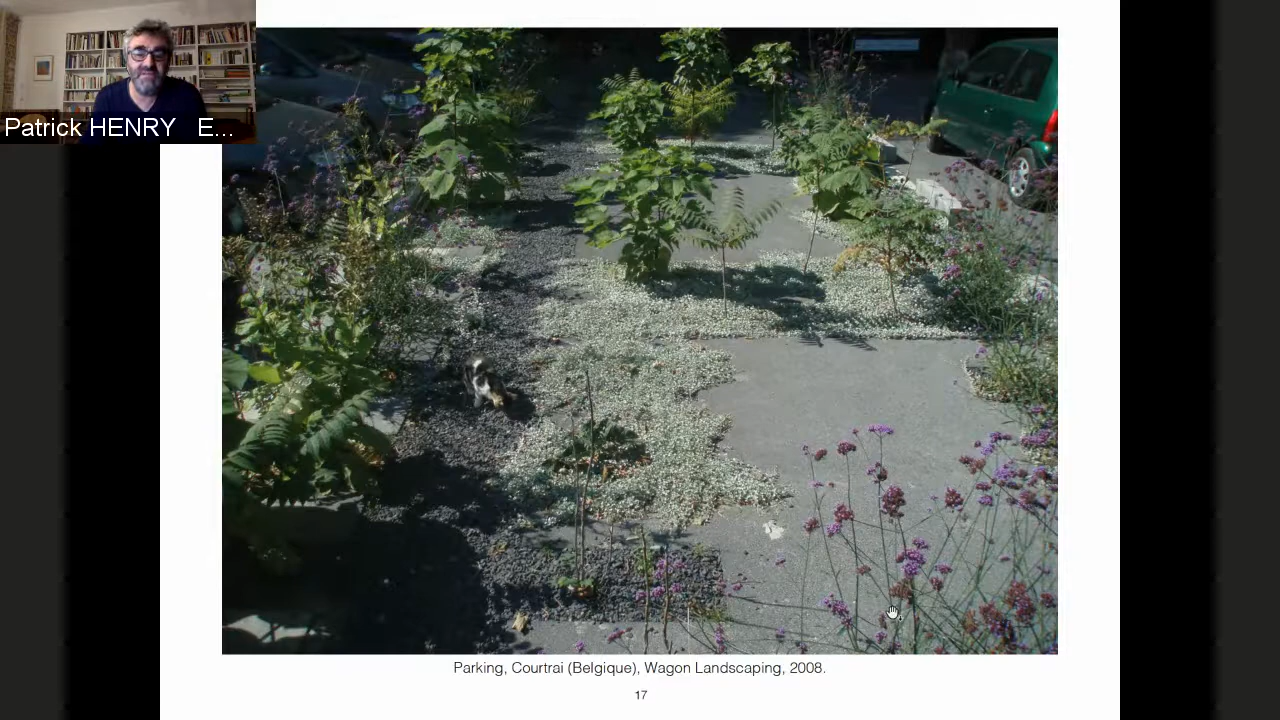 Patrick HENRY E...
Parking, Courtrai (Belgique), Wagon Landscaping, 2008.
17